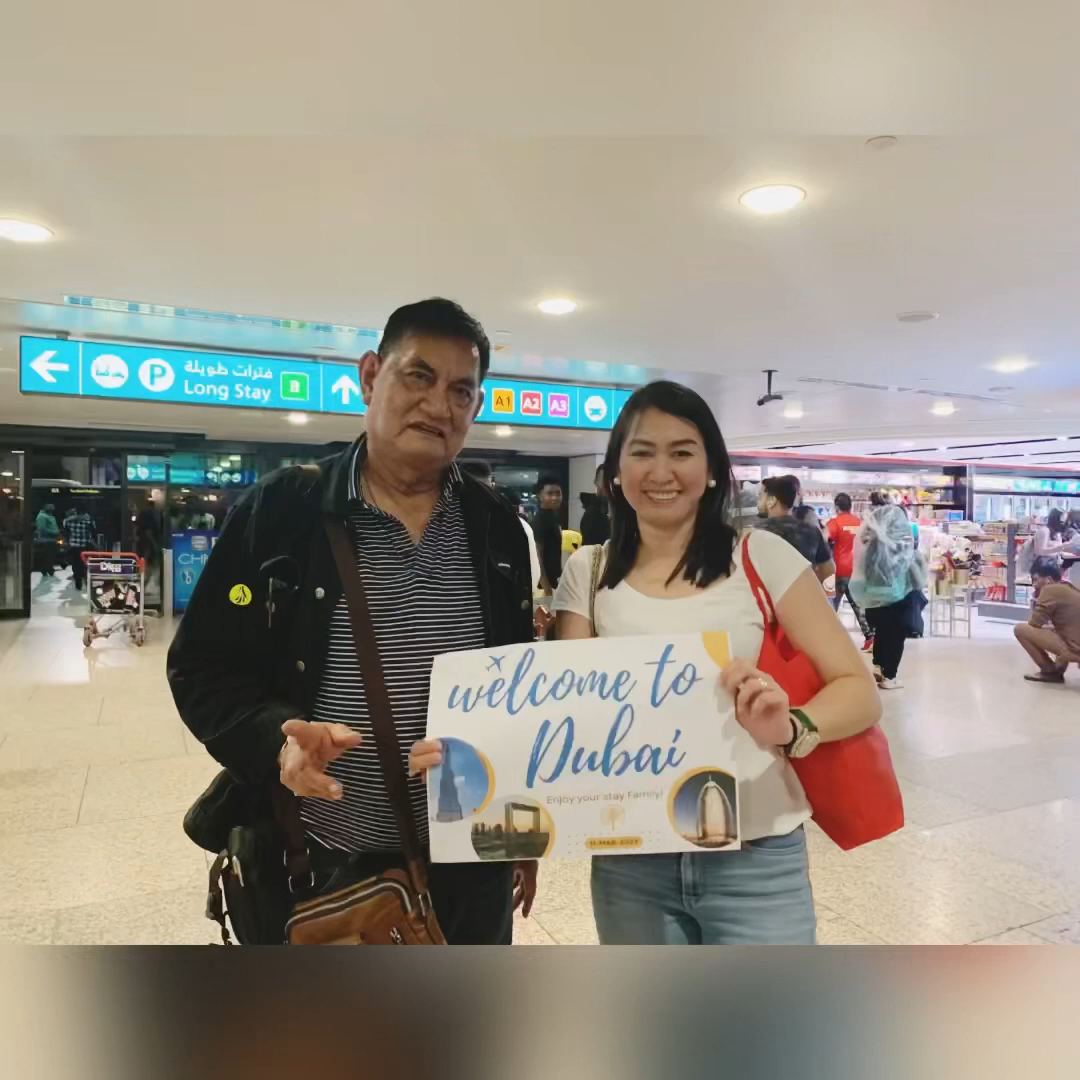 P
فترات طويلة
Long Stay
A1 A2 A3
welcome to
Dubai
Enjoy your stay Family!